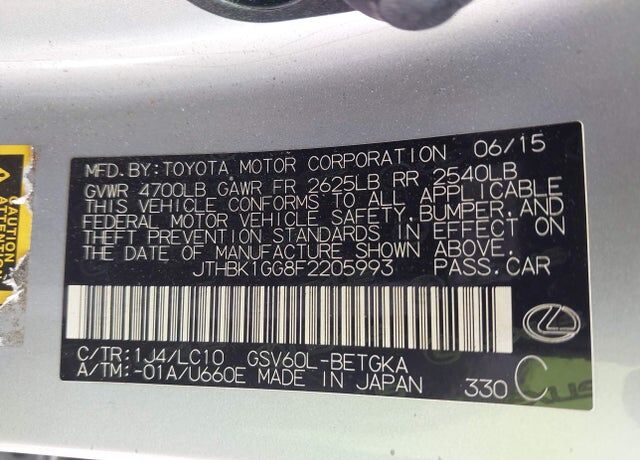 MFD.BY:TOYOTA MOTOR CORPORATION 06/15
GVWR 4700LB GAWR FR 2625LB RR 2540LB
THIS VEHICLE CONFORMS TO ALL APPLICABLE
FEDERAL MOTOR VEHICLE SAFETY,BUMPER,AND
THEFT PREVENTION STANDARDS IN EFFECT ON
THE DATE OF MANUFACTURE SHOWN ABOVE.
JTHBK1GG8F2205993 PASS.CAR
C/TR:1J4/LC10 GSV60L-BETGKA
A/TM:-01A/U660E MADE IN JAPAN 330 C
CAUTION